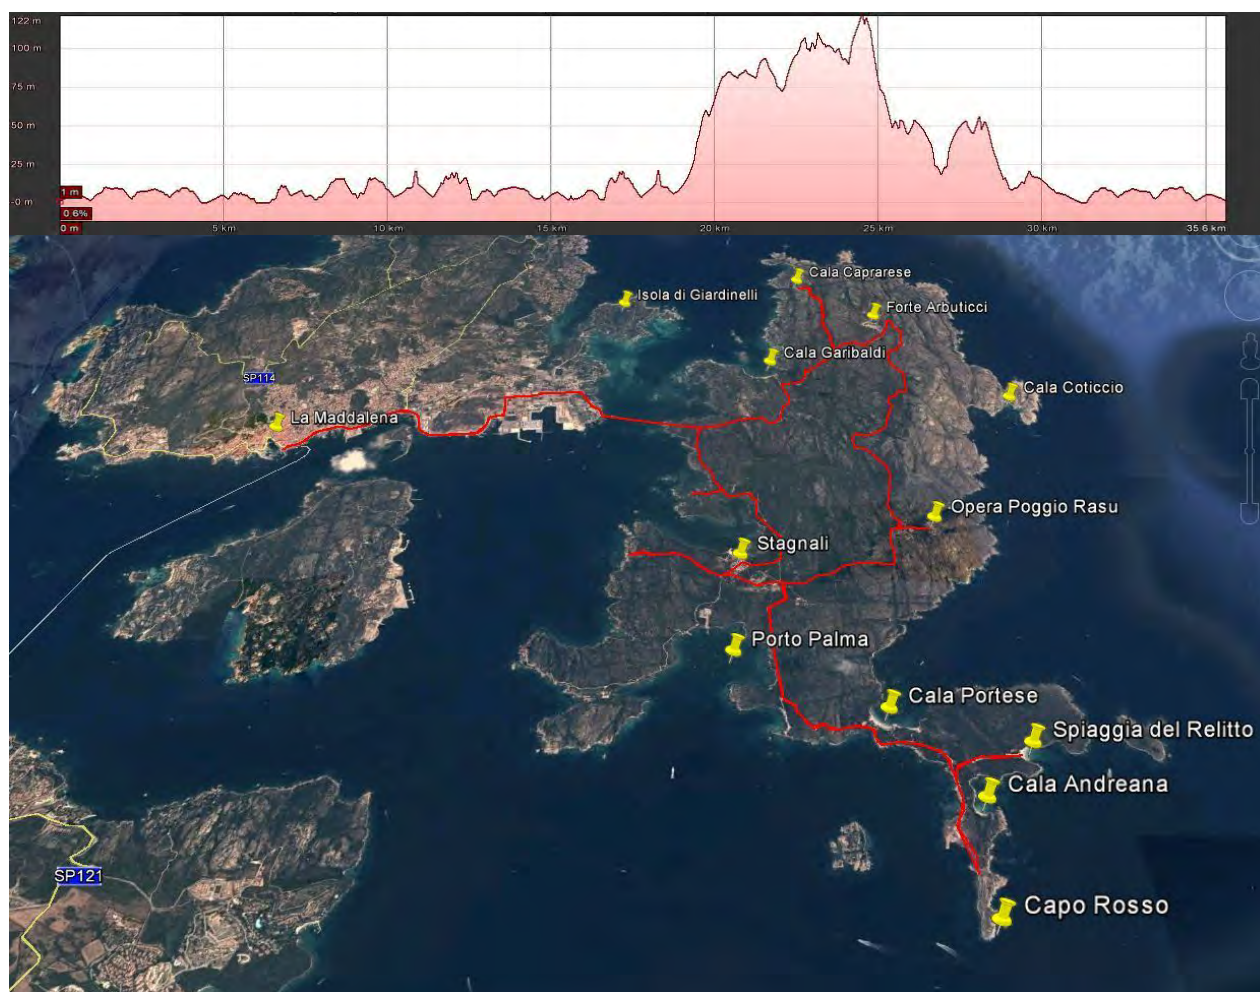 122 m
100 m
75 m
50 m
25 m
1 m
-0 m
0.6%
0 m
5 km
10 km
15 km
20 km
25 km
30 km
35.6 km
Cala Caprarese
Isola di Giardinelli
Forte Arbuticci
Cala Garibaldi
SP114
Cala Coticcio
La Maddalena
Opera Poggio Rasu
Stagnali
Porto Palma
Cala Portese
Spiaggia del Relitto
Cala Andreana
SP121
Capo Rosso